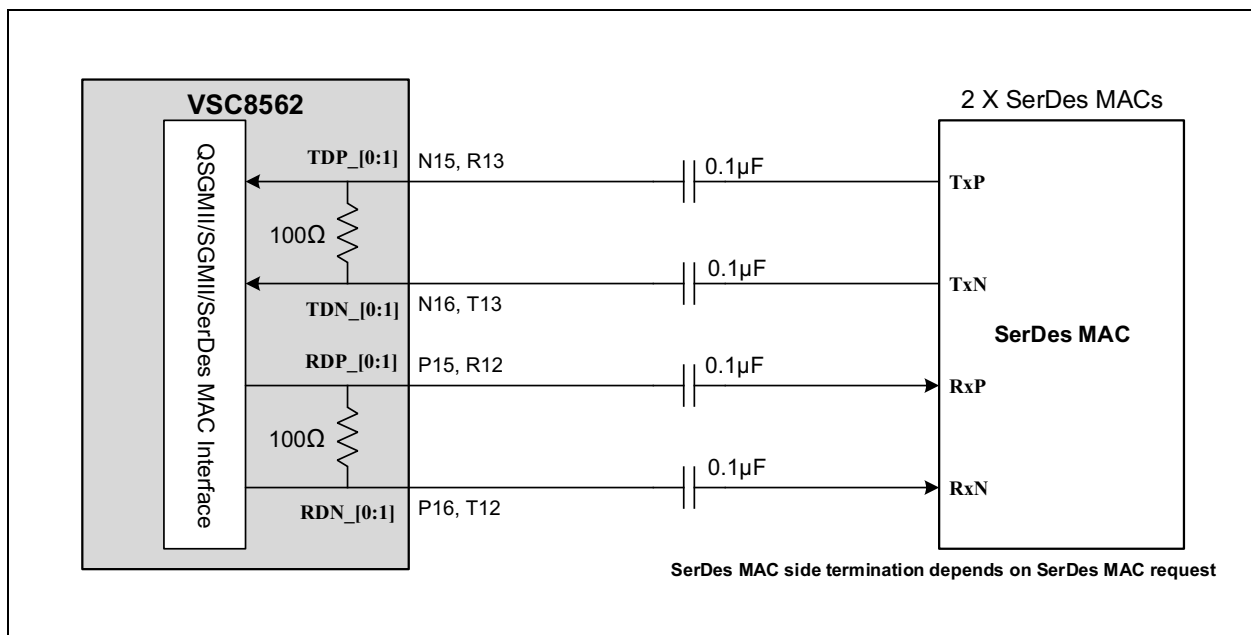 VSC8562
2 X SerDes MACs
QSGMII/SGMII/SerDes MAC Interface
TDP_[0:1]
N15, R13
0.1µF
TxP
100Ω
TDN_[0:1]
N16, T13
0.1µF
TxN
SerDes MAC
RDP_[0:1]
P15, R12
0.1µF
RxP
100Ω
RDN_[0:1]
P16, T12
0.1µF
RxN
SerDes MAC side termination depends on SerDes MAC request